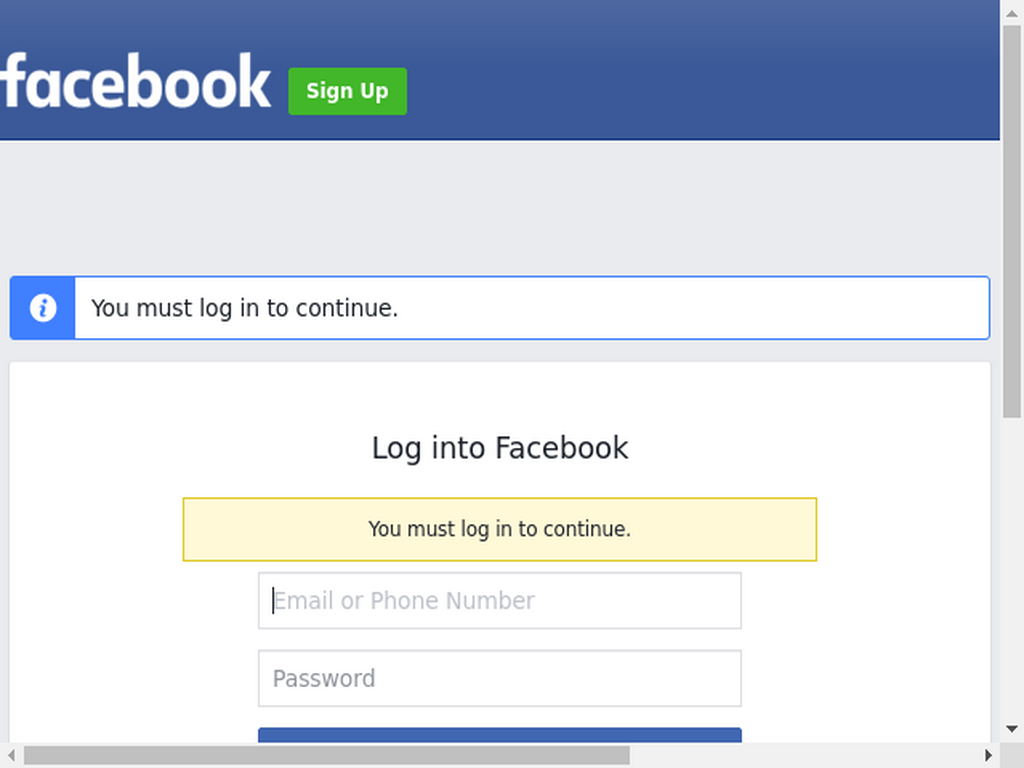 facebook
Sign Up
You must log in to continue.
Log into Facebook
You must log in to continue.
Email or Phone Number
Password